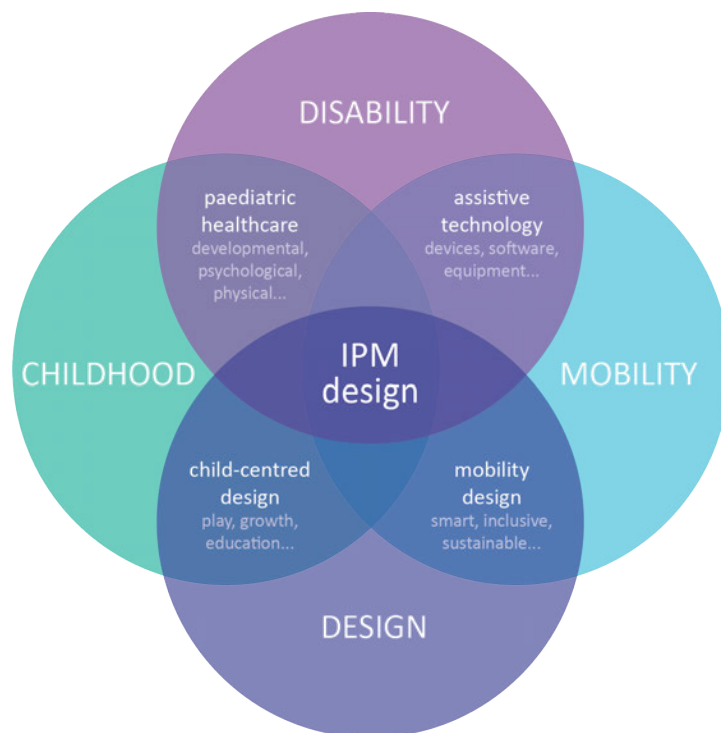 DISABILITY
paediatric
healthcare
developmental,
psychological,
physical...
assistive
technology
devices, software,
equipment...
CHILDHOOD
IPM
design
MOBILITY
child-centred
design
play, growth,
education...
mobility
design
smart, inclusive,
sustainable...
DESIGN